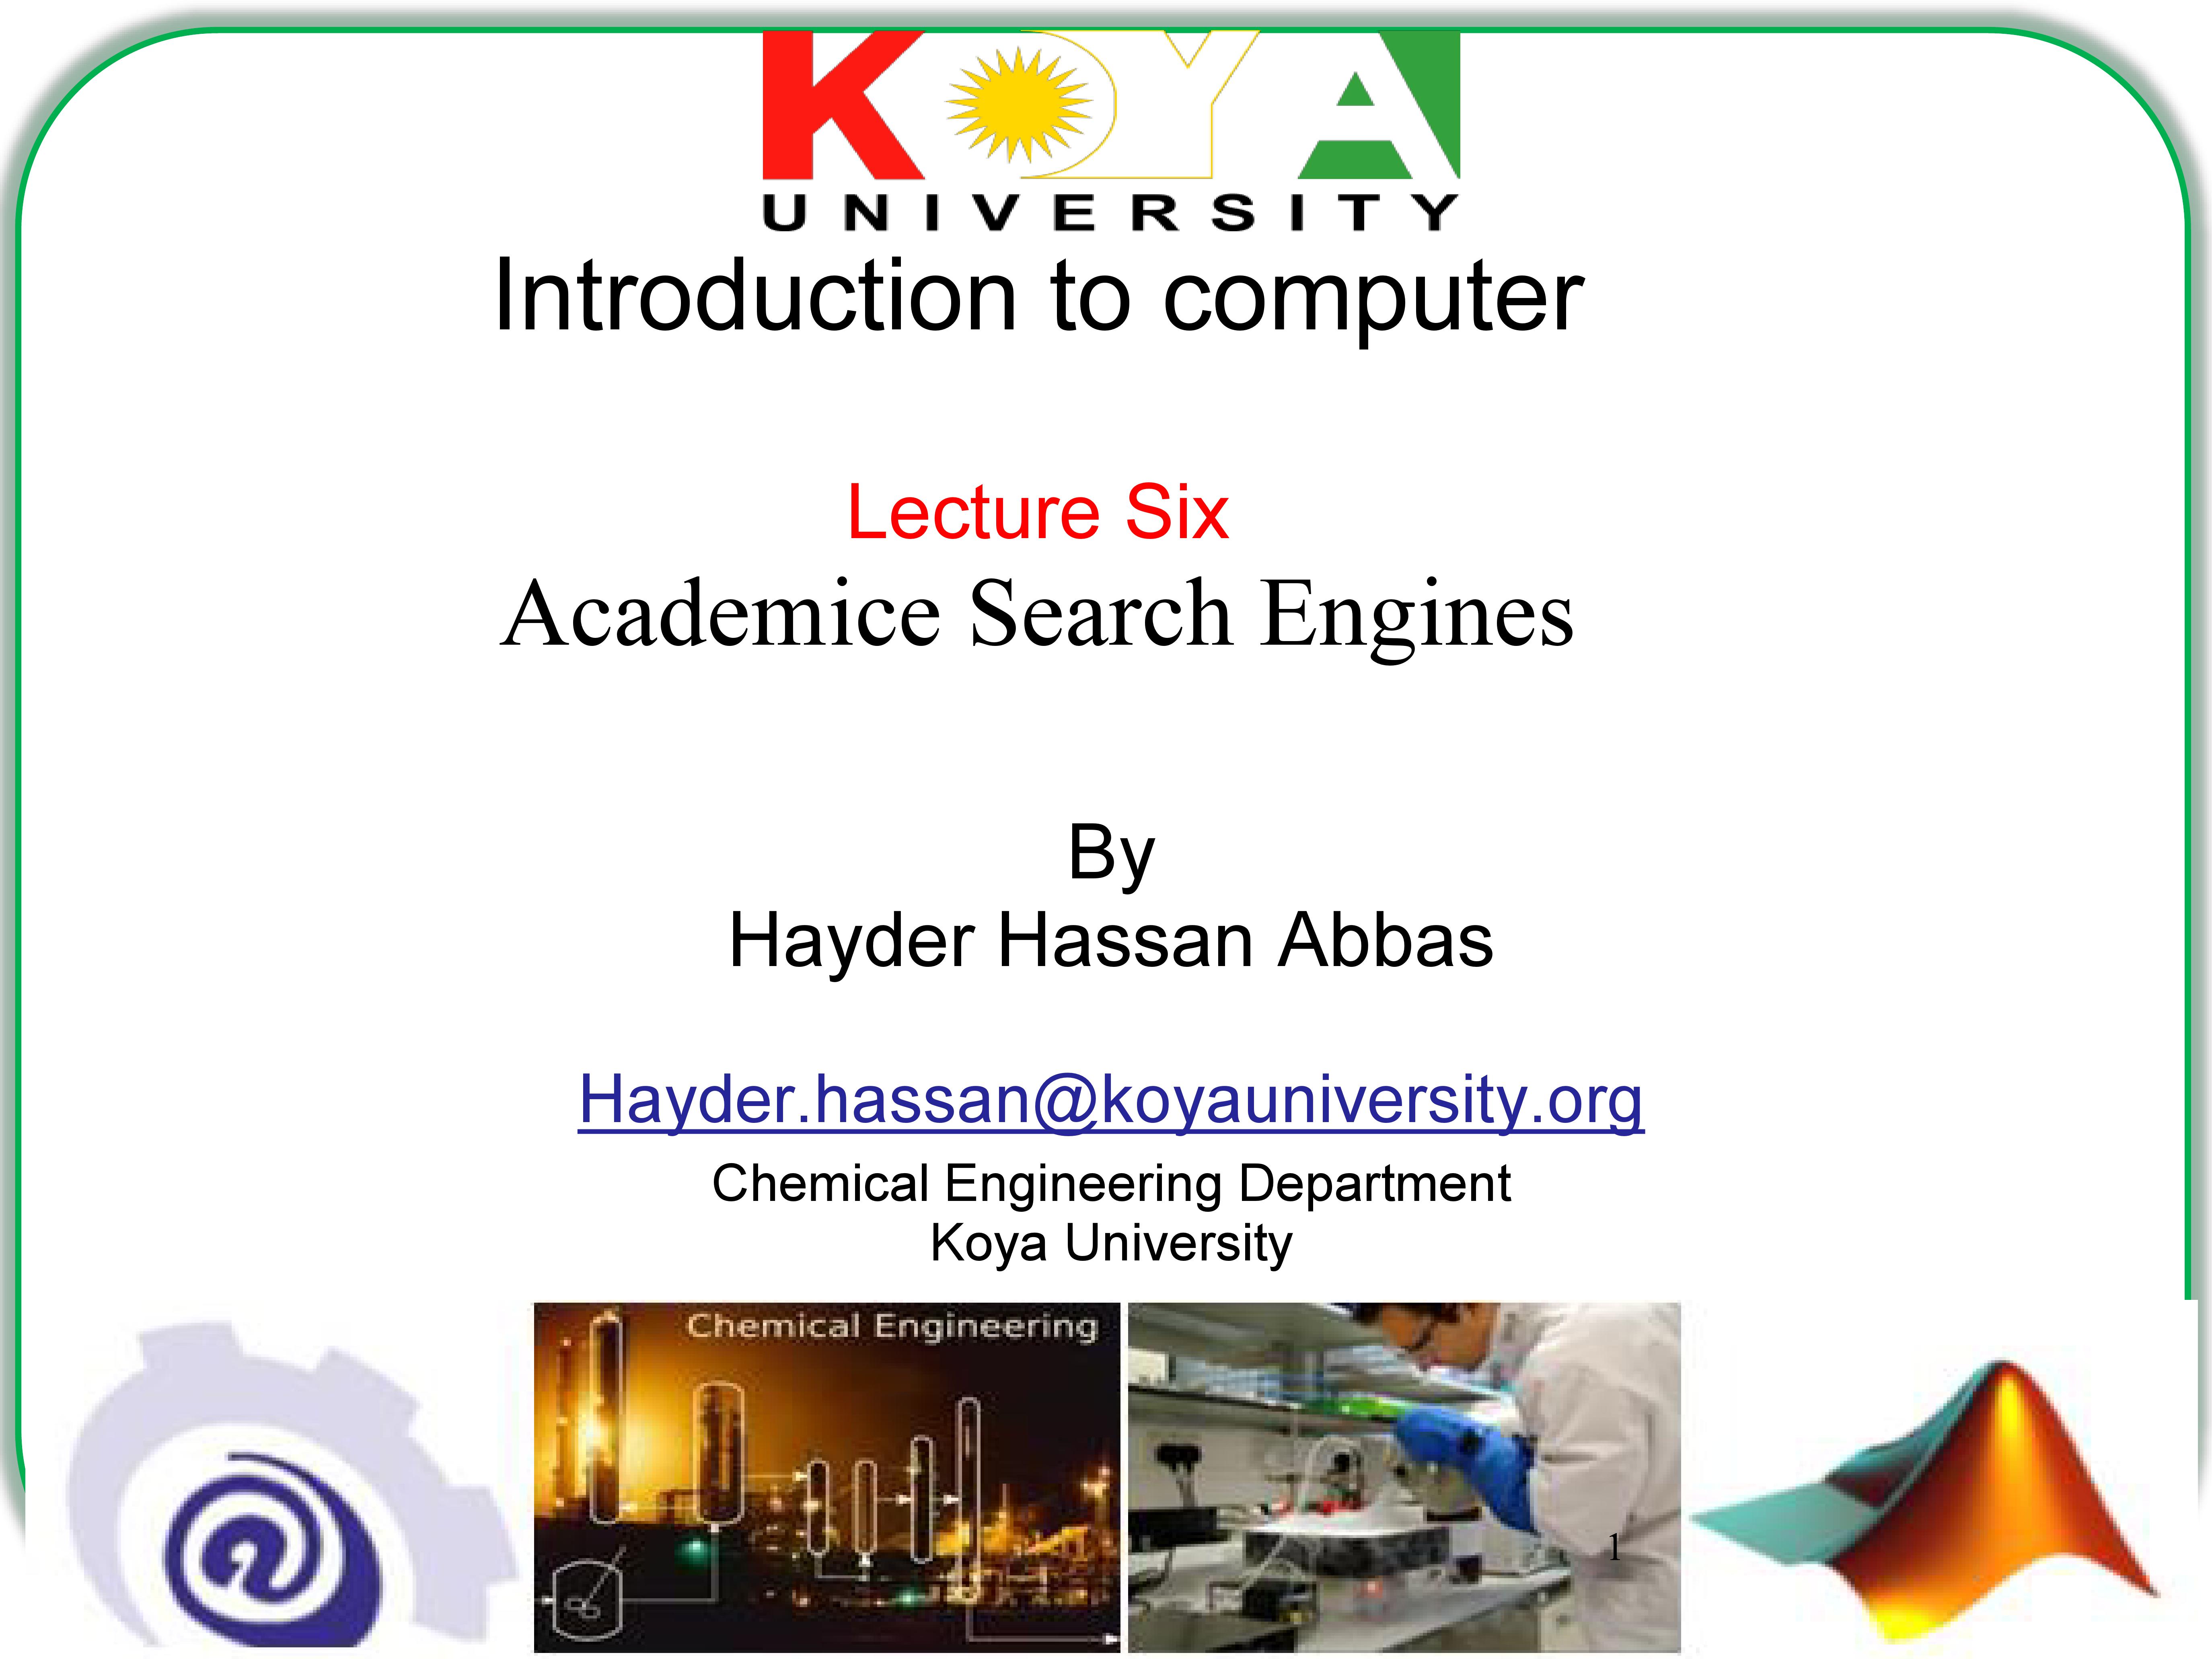 KOYA
UNIVERSITY
Introduction to computer
Lecture Six
Academice Search Engines
By
Hayder Hassan Abbas
Hayder.hassan@koyauniversity.org
Chemical Engineering Department
Koya University
Chemical Engineering
@
1